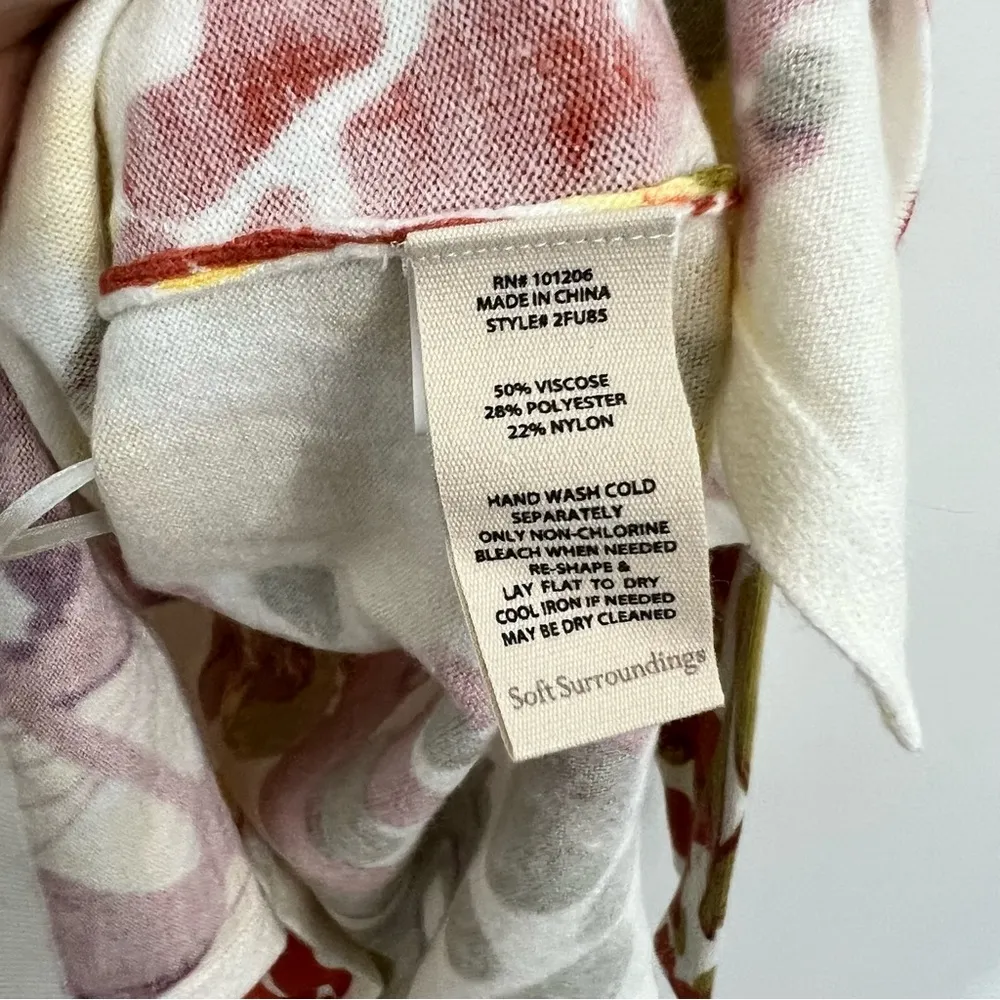 RN# 101206
MADE IN CHINA
STYLE# 2FU85
50% VISCOSE
28% POLYESTER
22% NYLON
HAND WASH COLD
SEPARATELY
ONLY NON-CHLORINE
BLEACH WHEN NEEDED
RE-SHAPE &
LAY FLAT TO DRY
COOL IRON IF NEEDED
MAY BE DRY CLEANED
Soft Surroundings